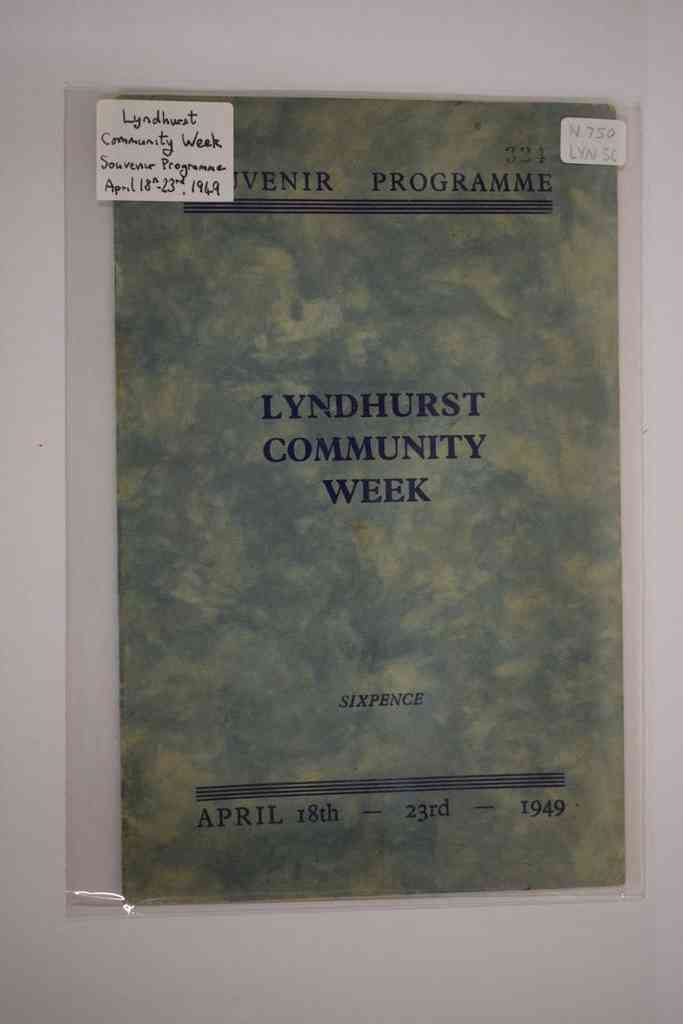 Lyndhurst
Community Week
Souvenir Programme
April 18th-23rd, 1949
N.750
LYN SC
324
UVENIR PROGRAMME
LYNDHURST
COMMUNITY
WEEK
SIXPENCE
APRIL 18th — 23rd — 1949